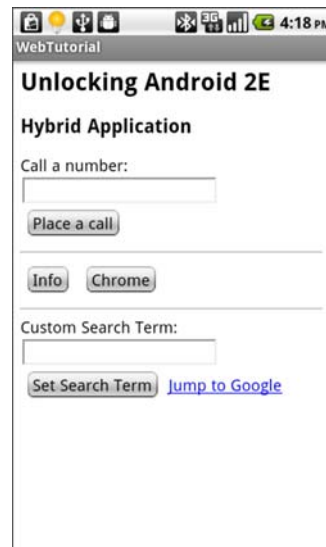 3G 4:18 PM
WebTutorial
Unlocking Android 2E
Hybrid Application
Call a number:
Place a call
Info Chrome
Custom Search Term:
Set Search Term Jump to Google